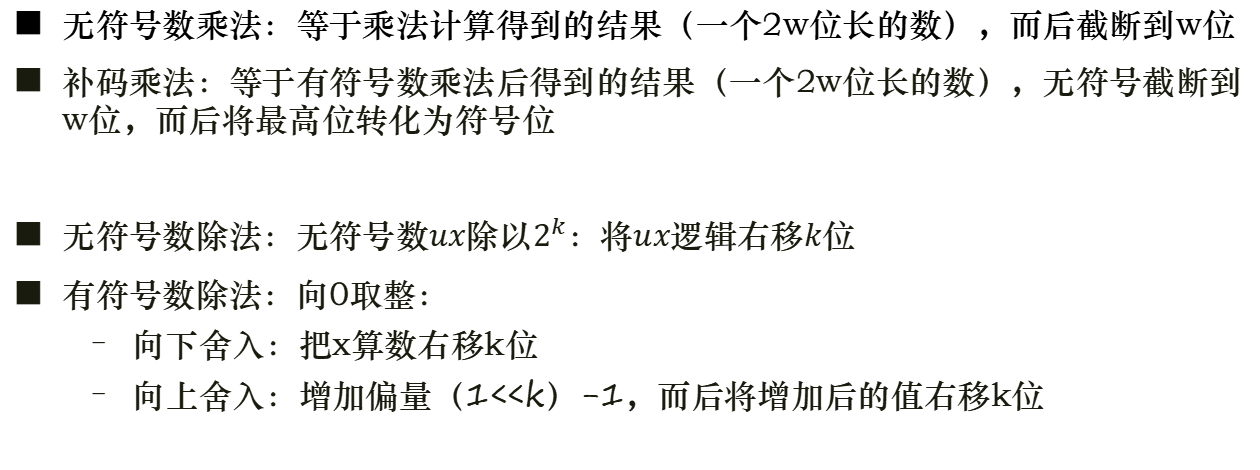 ■ 无符号数乘法：等于乘法计算得到的结果（一个2w位长的数），而后截断到w位
■ 补码乘法：等于有符号数乘法后得到的结果（一个2w位长的数），无符号截断到
w位，而后将最高位转化为符号位
■ 无符号数除法：无符号数ux除以2^k：将ux逻辑右移k位
■ 有符号数除法：向0取整：
– 向下舍入：把x算数右移k位
– 向上舍入：增加偏量（1<<k）-1，而后将增加后的值右移k位